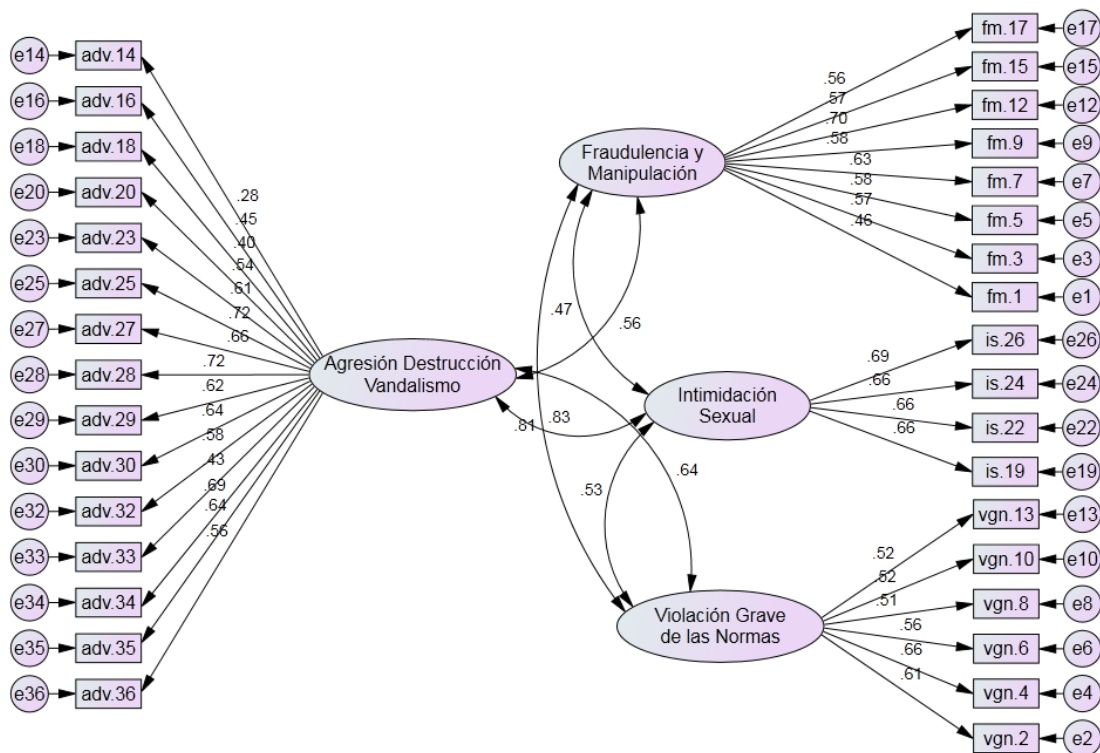 e14 adv.14
e16 adv.16
e18 adv.18
e20 adv.20
e23 adv.23
e25 adv.25
e27 adv.27
e28 adv.28
e29 adv.29
e30 adv.30
e32 adv.32
e33 adv.33
e34 adv.34
e35 adv.35
e36 adv.36
.28
.45
.40
.54
.61
.72
.66
.72
.62
.64
.58
.43
.69
.64
.56
Agresión Destrucción
Vandalismo
Fraudulencia y
Manipulación
.47
.56
.81
.83
.64
.53
Intimidación
Sexual
Violación Grave
de las Normas
.56
.57
.70
.58
.63
.58
.57
.46
fm.17 e17
fm.15 e15
fm.12 e12
fm.9 e9
fm.7 e7
fm.5 e5
fm.3 e3
fm.1 e1
.69
.66
.66
.66
is.26 e26
is.24 e24
is.22 e22
is.19 e19
.52
.52
.51
.56
.66
.61
vgn.13 e13
vgn.10 e10
vgn.8 e8
vgn.6 e6
vgn.4 e4
vgn.2 e2